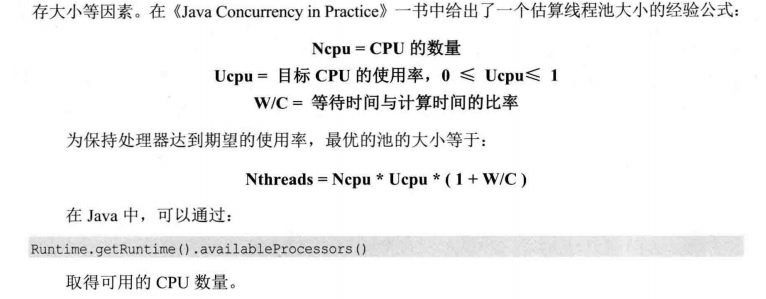 存大小等因素。在《Java Concurrency in Practice》一书中给出了一个估算线程池大小的经验公式：
Ncpu = CPU 的数量
Ucpu = 目标 CPU 的使用率，0 ≤ Ucpu≤ 1
W/C = 等待时间与计算时间的比率
为保持处理器达到期望的使用率，最优的池的大小等于：
Nthreads = Ncpu * Ucpu * ( 1 + W/C )
在 Java 中，可以通过：
Runtime.getRuntime().availableProcessors()
取得可用的 CPU 数量。